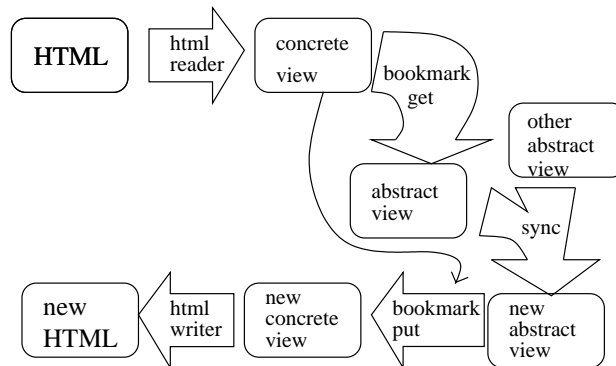 HTML
html
reader
concrete
view
bookmark
get
other
abstract
view
abstract
view
sync
new
HTML
html
writer
new
concrete
view
bookmark
put
new
abstract
view